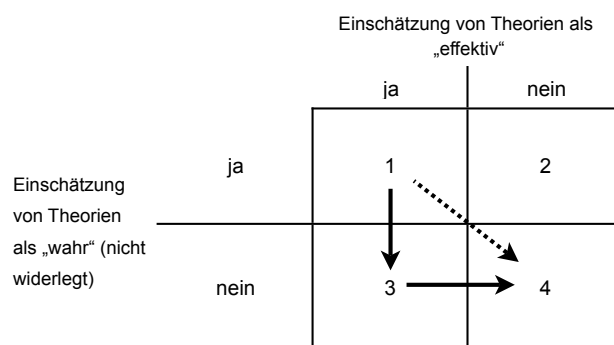 Einschätzung von Theorien als
„effektiv“
ja
nein
ja
1
2
Einschätzung
von Theorien
als „wahr“ (nicht
widerlegt)
nein
3
4